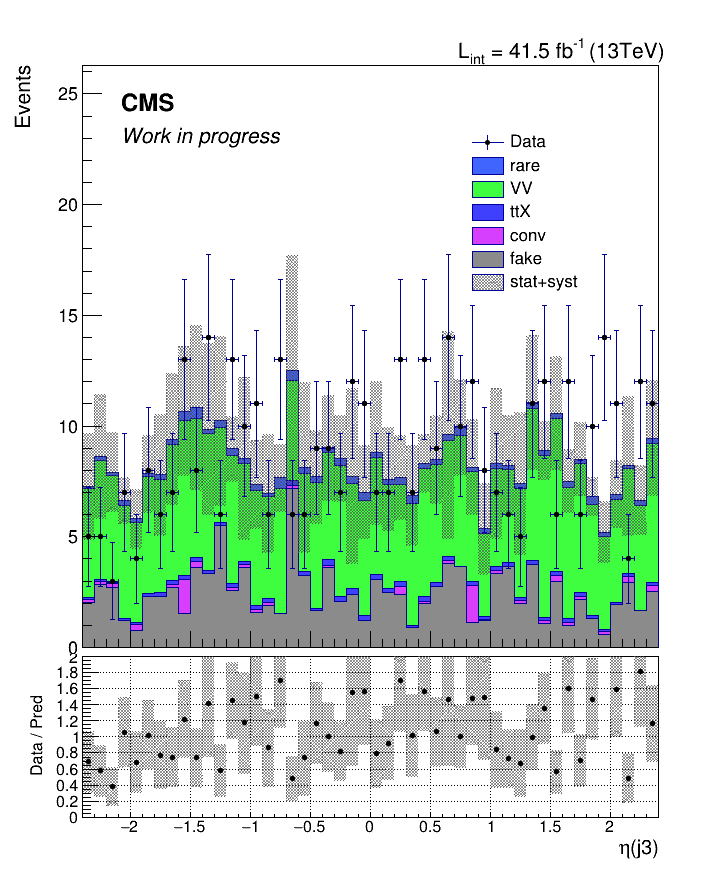 L_int = 41.5 fb^-1 (13TeV)
Events
CMS
Work in progress
Data
rare
VV
ttX
conv
fake
stat+syst
25
20
15
10
5
0
Data / Pred
2
1.8
1.6
1.4
1.2
1
0.8
0.6
0.4
0.2
0
−2 −1.5 −1 −0.5 0 0.5 1 1.5 2
η(j3)